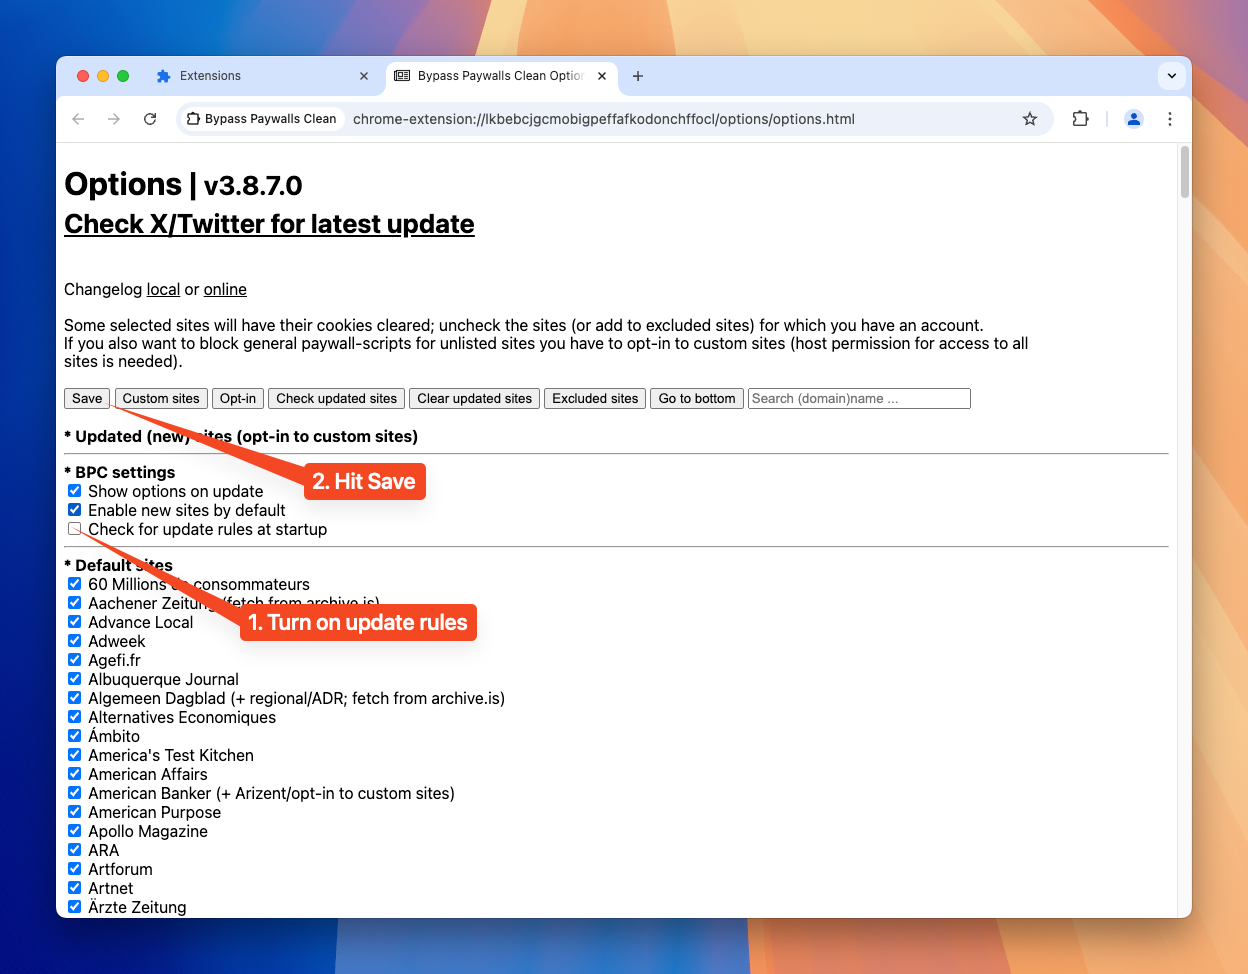 Extensions
Bypass Paywalls Clean Optio
Bypass Paywalls Clean
chrome-extension://lkbebcjgcmobigpeffafkodonchffocl/options/options.html
Options | v3.8.7.0
Check X/Twitter for latest update
Changelog local or online
Some selected sites will have their cookies cleared; uncheck the sites (or add to excluded sites) for which you have an account.
If you also want to block general paywall-scripts for unlisted sites you have to opt-in to custom sites (host permission for access to all
sites is needed).
Save Custom sites Opt-in Check updated sites Clear updated sites Excluded sites Go to bottom Search (domain)name ...
* Updated (new) sites (opt-in to custom sites)
* BPC settings
2. Hit Save
Show options on update
Enable new sites by default
Check for update rules at startup
* Default sites
60 Millions de consommateurs
Aachener Zeitung (fetch from archive.is)
1. Turn on update rules
Advance Local
Adweek
Agefi.fr
Albuquerque Journal
Algemeen Dagblad (+ regional/ADR; fetch from archive.is)
Alternatives Economiques
Ámbito
America's Test Kitchen
American Affairs
American Banker (+ Arizent/opt-in to custom sites)
American Purpose
Apollo Magazine
ARA
Artforum
Artnet
Ärzte Zeitung